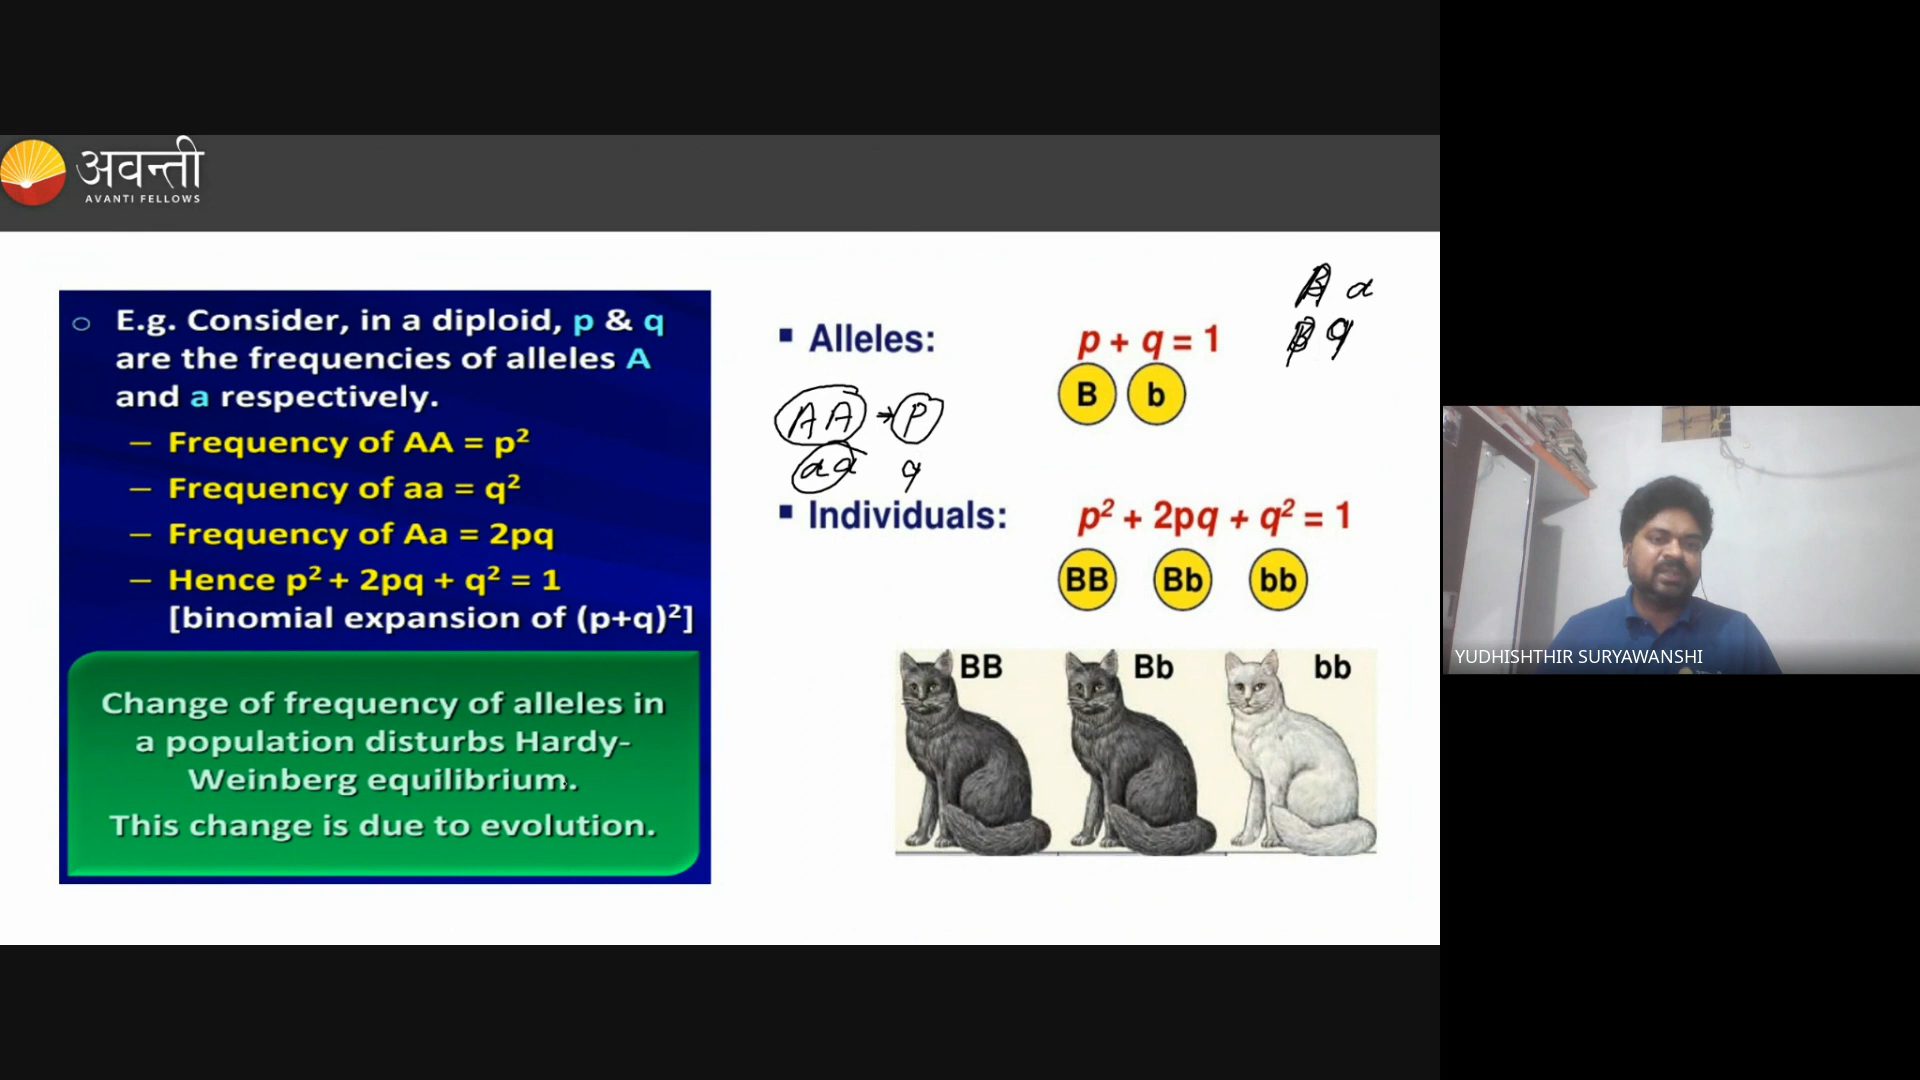 अवन्ती
AVANTI FELLOWS
E.g. Consider, in a diploid, p & q
are the frequencies of alleles A
and a respectively.
– Frequency of AA = p²
– Frequency of aa = q²
– Frequency of Aa = 2pq
– Hence p² + 2pq + q² = 1
[binomial expansion of (p+q)²]
Change of frequency of alleles in
a population disturbs Hardy-
Weinberg equilibrium.
This change is due to evolution.
▪ Alleles: p + q = 1
B b
A a
q
AA → P
aa q
▪ Individuals: p² + 2pq + q² = 1
BB Bb bb
BB Bb bb
YUDHISHTHIR SURYAWANSHI